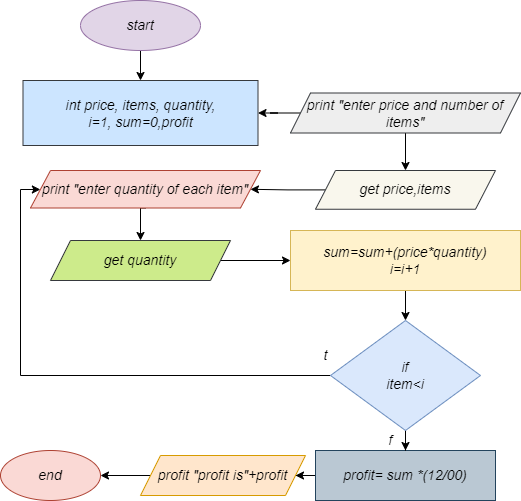 start
int price, items, quantity,
i=1, sum=0,profit
print "enter price and number of
items"
print "enter quantity of each item"
get price,items
get quantity
sum=sum+(price*quantity)
i=i+1
if
item<i
t
f
profit= sum *(12/00)
profit "profit is"+profit
end